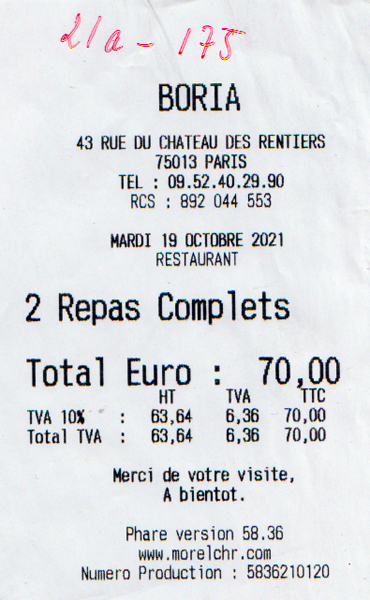 21a - 175
BORIA
43 RUE DU CHATEAU DES RENTIERS
75013 PARIS
TEL : 09.52.40.29.90
RCS : 892 044 553
MARDI 19 OCTOBRE 2021
RESTAURANT
2 Repas Complets
Total Euro : 70,00
HT TVA TTC
TVA 10% : 63,64 6,36 70,00
Total TVA : 63,64 6,36 70,00
Merci de votre visite,
A bientot.
Phare version 58.36
www.morelchr.com
Numero Production : 5836210120